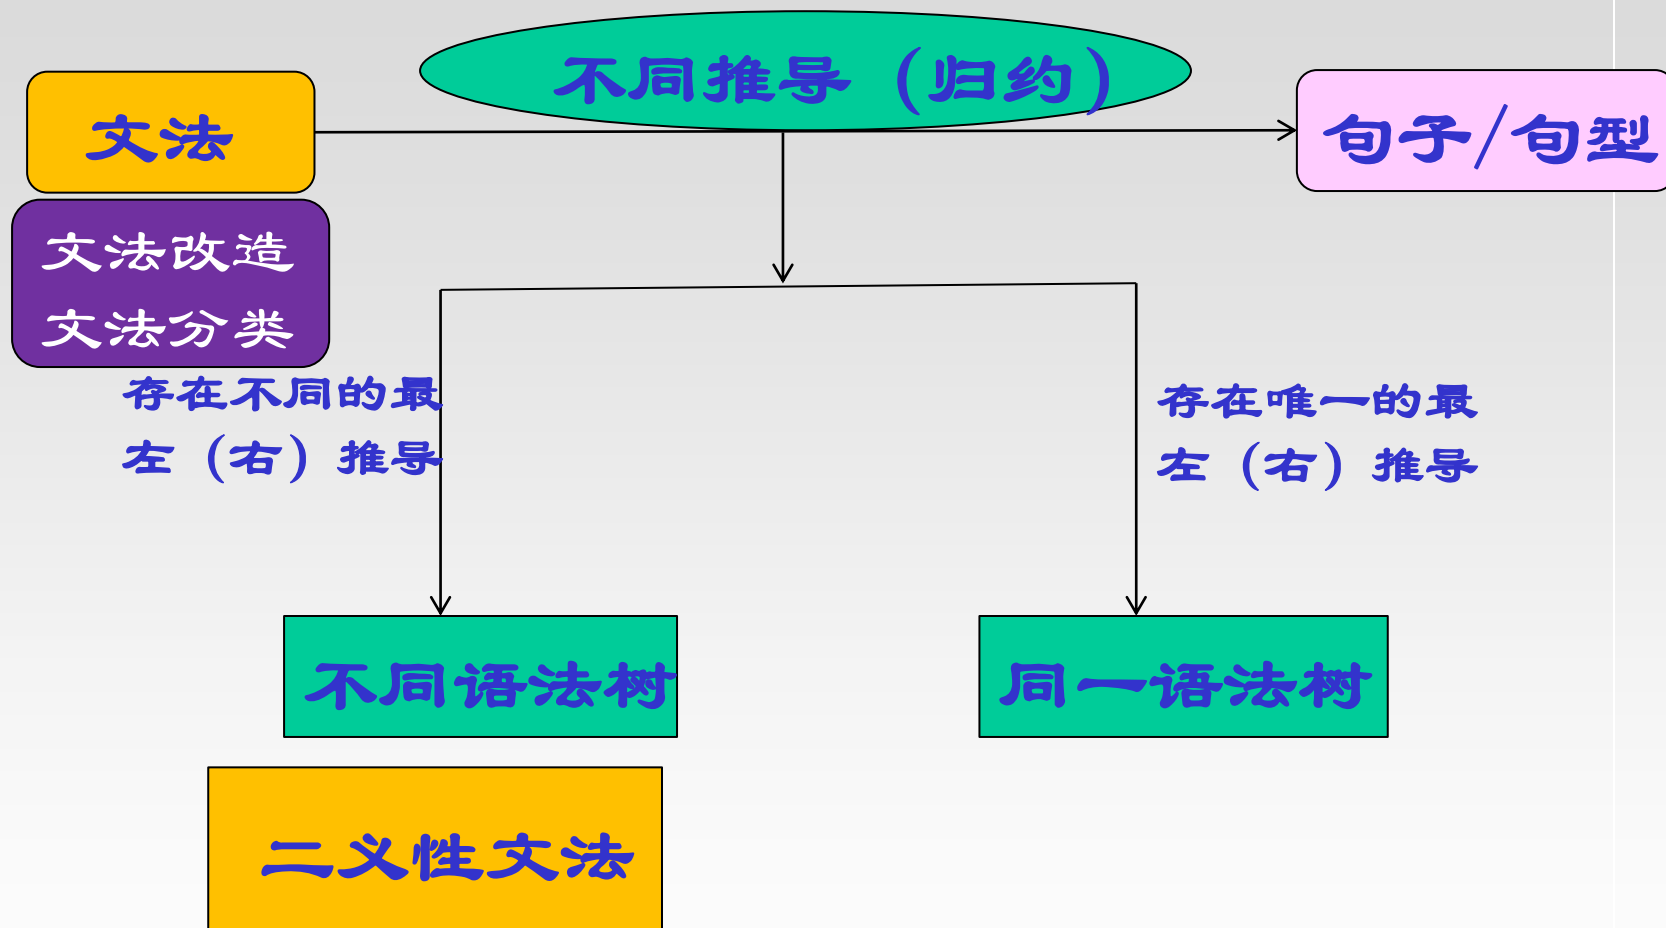 不同推导（归约）
文法
句子/句型
文法改造
文法分类
存在不同的最
左（右）推导
存在唯一的最
左（右）推导
不同语法树
同一语法树
二义性文法